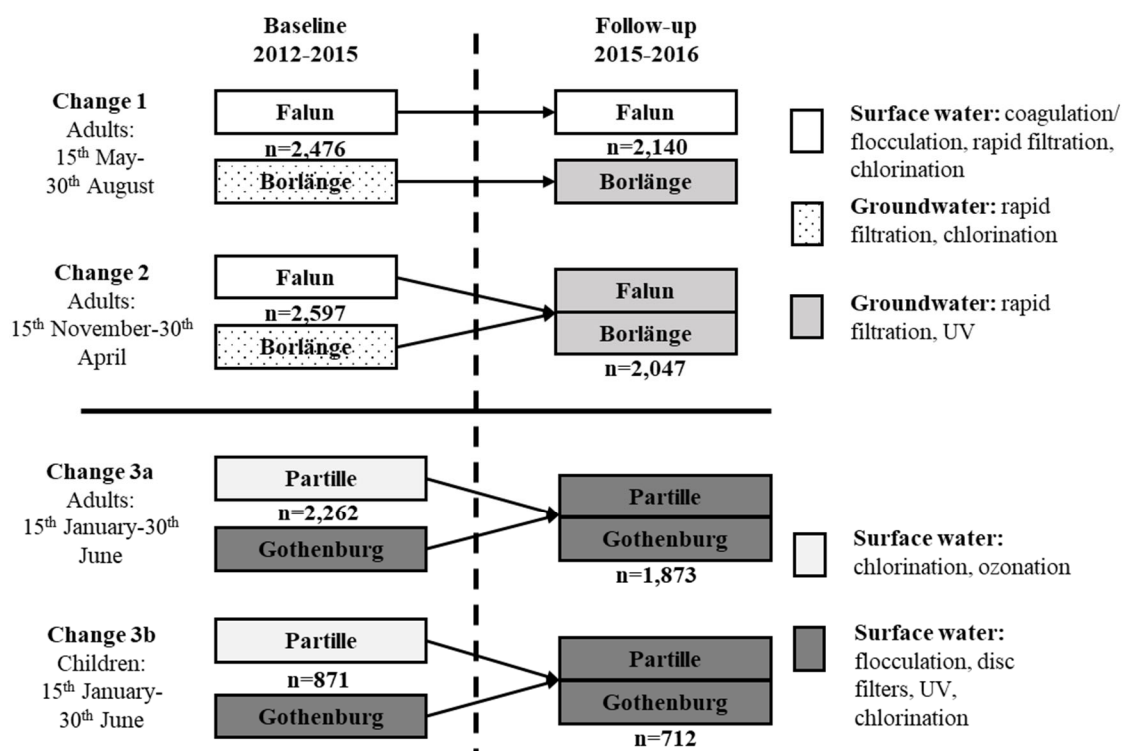 Baseline
2012-2015
Follow-up
2015-2016
Change 1
Adults:
15th May-
30th August
Falun
n=2,476
Borlänge
Falun
n=2,140
Borlänge
Surface water: coagulation/
flocculation, rapid filtration,
chlorination
Groundwater: rapid
filtration, chlorination
Change 2
Adults:
15th November-30th
April
Falun
n=2,597
Borlänge
Falun
Borlänge
n=2,047
Groundwater: rapid
filtration, UV
Change 3a
Adults:
15th January-30th
June
Partille
n=2,262
Gothenburg
Partille
Gothenburg
n=1,873
Surface water:
chlorination, ozonation
Change 3b
Children:
15th January-
30th June
Partille
n=871
Gothenburg
Partille
Gothenburg
n=712
Surface water:
flocculation, disc
filters, UV,
chlorination